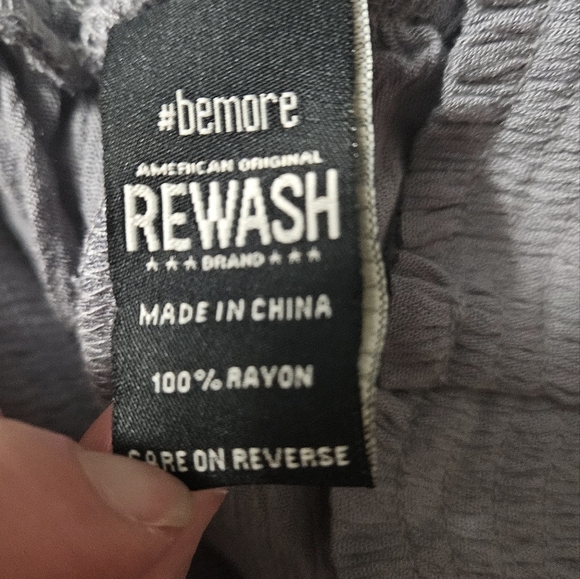 #bemore
AMERICAN ORIGINAL
REWASH
★ ★ ★ BRAND ★ ★ ★
MADE IN CHINA
100% RAYON
CARE ON REVERSE